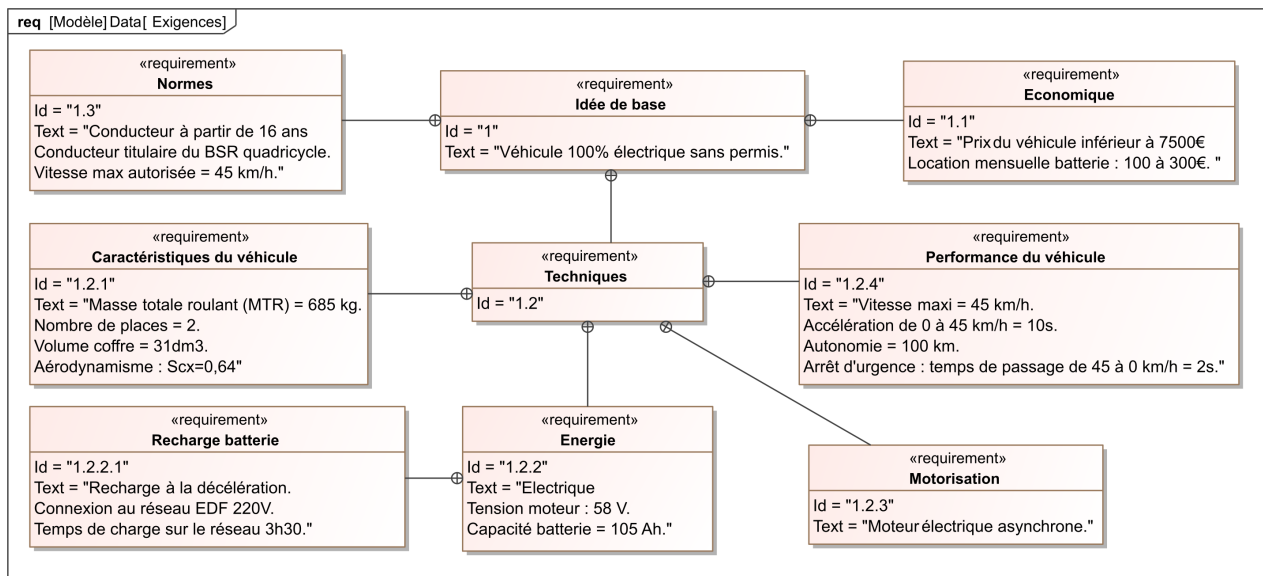 req [Modèle] Data[ Exigences]
«requirement»
Normes
Id = "1.3"
Text = "Conducteur à partir de 16 ans
Conducteur titulaire du BSR quadricycle.
Vitesse max autorisée = 45 km/h."
«requirement»
Idée de base
Id = "1"
Text = "Véhicule 100% électrique sans permis."
«requirement»
Economique
Id = "1.1"
Text = "Prix du véhicule inférieur à 7500€
Location mensuelle batterie : 100 à 300€. "
«requirement»
Caractéristiques du véhicule
Id = "1.2.1"
Text = "Masse totale roulant (MTR) = 685 kg.
Nombre de places = 2.
Volume coffre = 31dm3.
Aérodynamisme : Scx=0,64"
«requirement»
Techniques
Id = "1.2"
«requirement»
Performance du véhicule
Id = "1.2.4"
Text = "Vitesse maxi = 45 km/h.
Accélération de 0 à 45 km/h = 10s.
Autonomie = 100 km.
Arrêt d'urgence : temps de passage de 45 à 0 km/h = 2s."
«requirement»
Recharge batterie
Id = "1.2.2.1"
Text = "Recharge à la décélération.
Connexion au réseau EDF 220V.
Temps de charge sur le réseau 3h30."
«requirement»
Energie
Id = "1.2.2"
Text = "Electrique
Tension moteur : 58 V.
Capacité batterie = 105 Ah."
«requirement»
Motorisation
Id = "1.2.3"
Text = "Moteur électrique asynchrone."